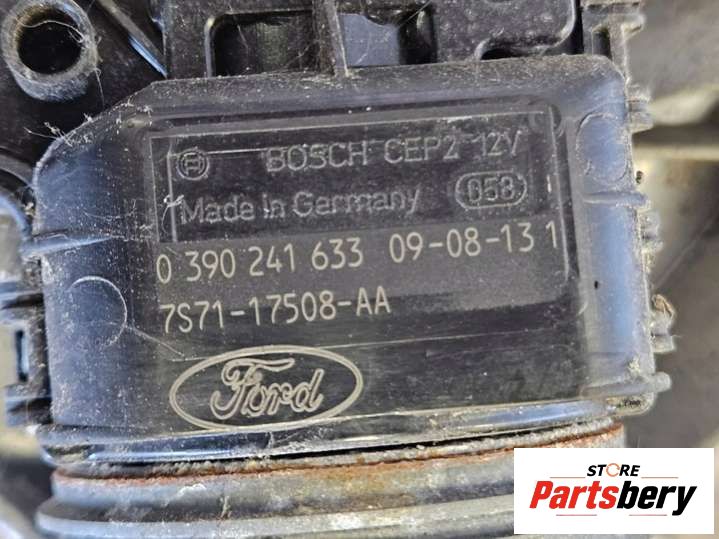 BOSCH CEP2 12V
Made in Germany 058
0 390 241 633 09-08-13 1
7S71-17508-AA
Ford
STORE
Partsbery